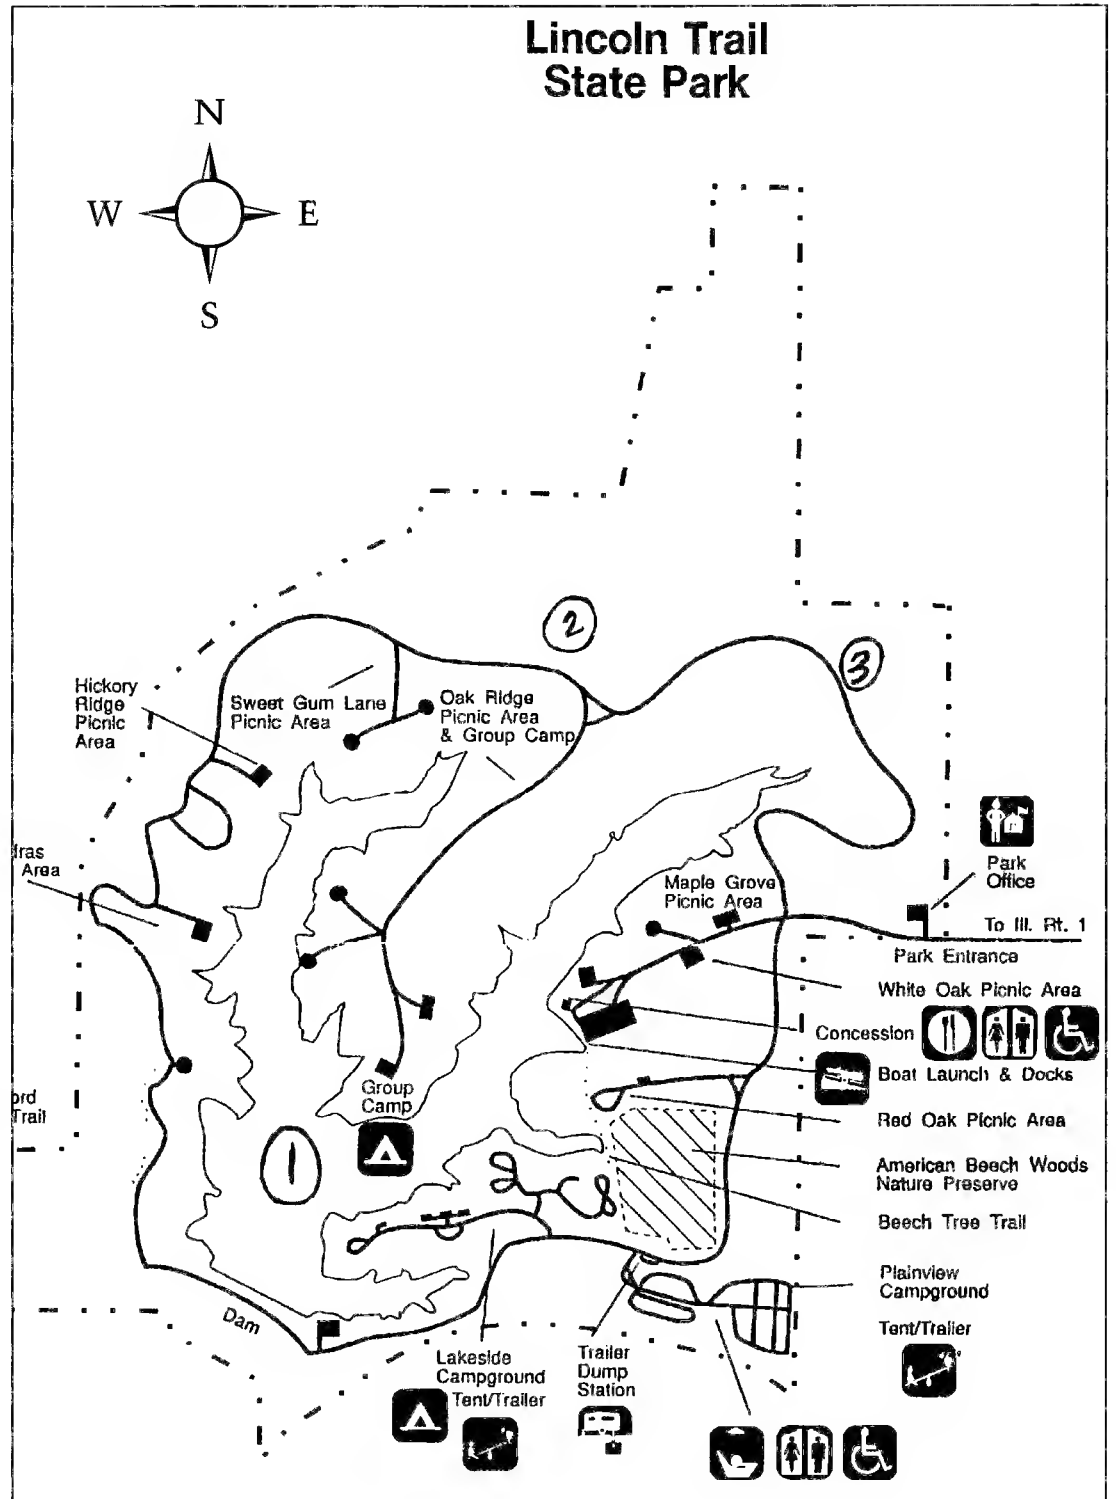 Lincoln Trail
State Park
N
W
E
S
2
3
Hickory
Ridge
Picnic
Area
Sweet Gum Lane
Picnic Area
Oak Ridge
Picnic Area
& Group Camp
dras
Area
Maple Grove
Picnic Area
Park
Office
To Ill. Rt. 1
Park Entrance
White Oak Picnic Area
Concession
Boat Launch & Docks
ord
Trail
Group
Camp
Red Oak Picnic Area
1
American Beech Woods
Nature Preserve
Beech Tree Trail
Plainview
Campground
Dam
Tent/Trailer
Lakeside
Campground
Tent/Trailer
Trailer
Dump
Station